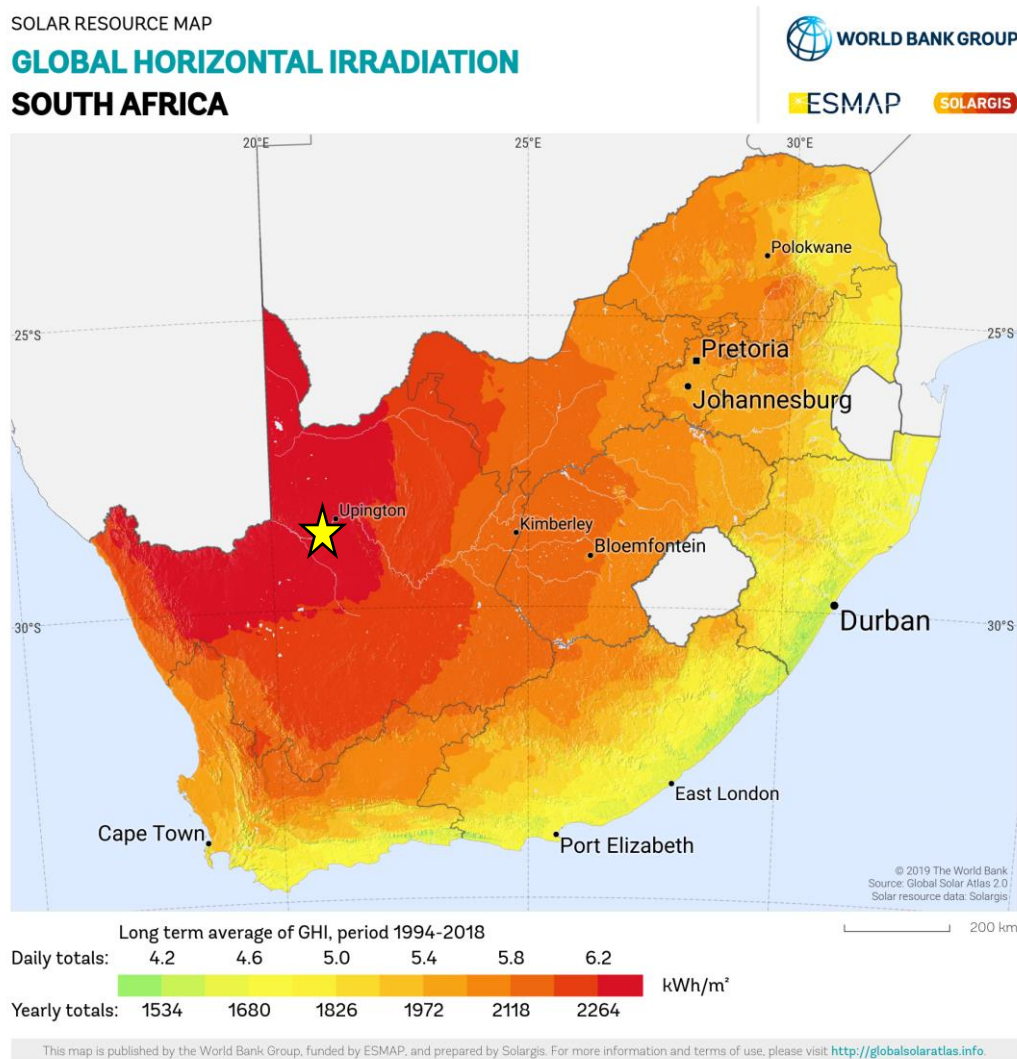 SOLAR RESOURCE MAP
GLOBAL HORIZONTAL IRRADIATION
SOUTH AFRICA
WORLD BANK GROUP
ESMAP
SOLARGIS
20°E
25°E
30°E
Polokwane
25°S
25°S
Pretoria
Johannesburg
Upington
Kimberley
Bloemfontein
30°S
Durban
30°S
East London
Cape Town
Port Elizabeth
© 2019 The World Bank
Source: Global Solar Atlas 2.0
Solar resource data: Solargis
200 km
Long term average of GHI, period 1994-2018
Daily totals: 4.2 4.6 5.0 5.4 5.8 6.2
kWh/m²
Yearly totals: 1534 1680 1826 1972 2118 2264
This map is published by the World Bank Group, funded by ESMAP, and prepared by Solargis. For more information and terms of use, please visit http://globalsolaratlas.info.